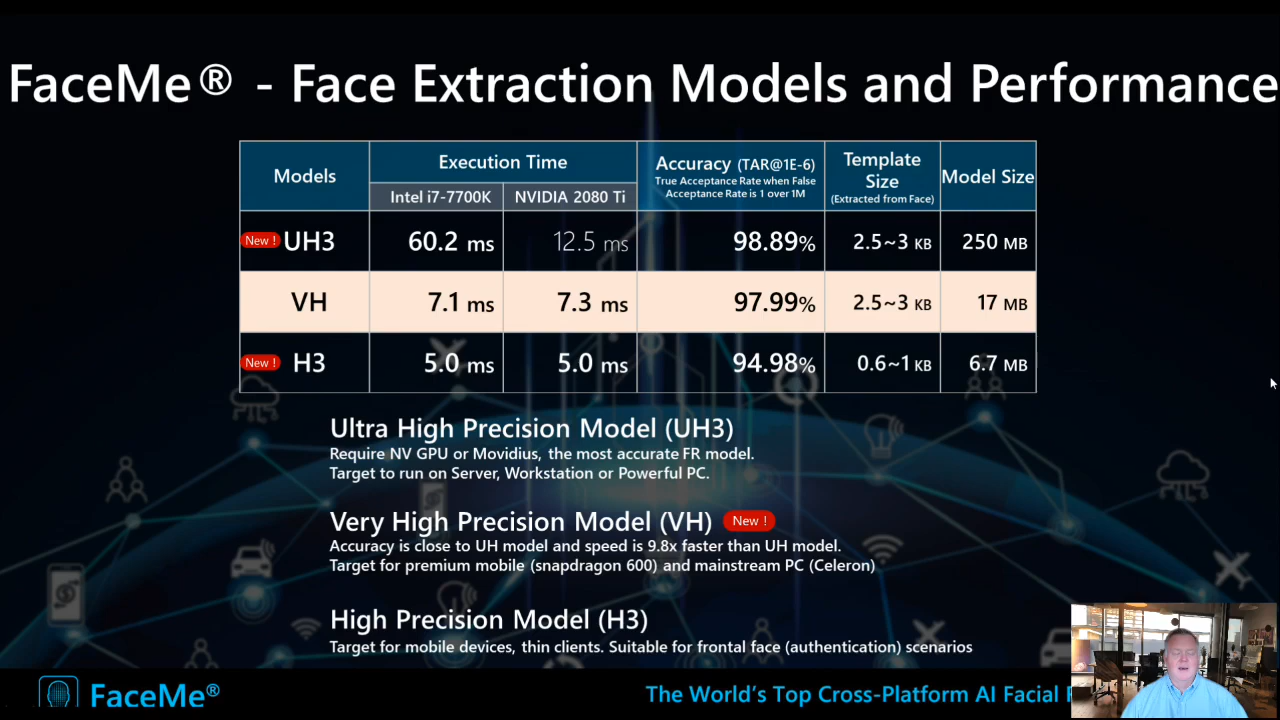 FaceMe® - Face Extraction Models and Performance
Models
Execution Time
Intel i7-7700K
NVIDIA 2080 Ti
Accuracy (TAR@1E-6)
True Acceptance Rate when False
Acceptance Rate is 1 over 1M
Template
Size
(Extracted from Face)
Model Size
New ! UH3 60.2 ms 12.5 ms 98.89% 2.5~3 KB 250 MB
VH 7.1 ms 7.3 ms 97.99% 2.5~3 KB 17 MB
New ! H3 5.0 ms 5.0 ms 94.98% 0.6~1 KB 6.7 MB
Ultra High Precision Model (UH3)
Require NV GPU or Movidius, the most accurate FR model.
Target to run on Server, Workstation or Powerful PC.
Very High Precision Model (VH) New !
Accuracy is close to UH model and speed is 9.8x faster than UH model.
Target for premium mobile (snapdragon 600) and mainstream PC (Celeron)
High Precision Model (H3)
Target for mobile devices, thin clients. Suitable for frontal face (authentication) scenarios
FaceMe®
The World's Top Cross-Platform AI Facial